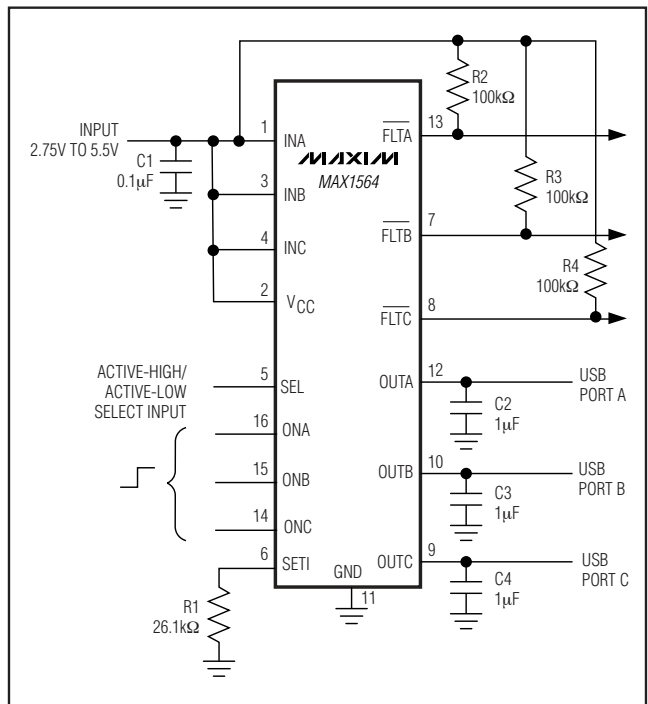 INPUT
2.75V TO 5.5V
C1
0.1µF
1
INA
3
INB
4
INC
2
VCC
MAXIM
MAX1564
ACTIVE-HIGH/
ACTIVE-LOW
SELECT INPUT
5
SEL
16
ONA
15
ONB
14
ONC
6
SETI
R1
26.1kΩ
GND
11
R2
100kΩ
13
FLTA
R3
100kΩ
7
FLTB
R4
100kΩ
8
FLTC
12
OUTA
USB
PORT A
C2
1µF
10
OUTB
USB
PORT B
C3
1µF
9
OUTC
USB
PORT C
C4
1µF